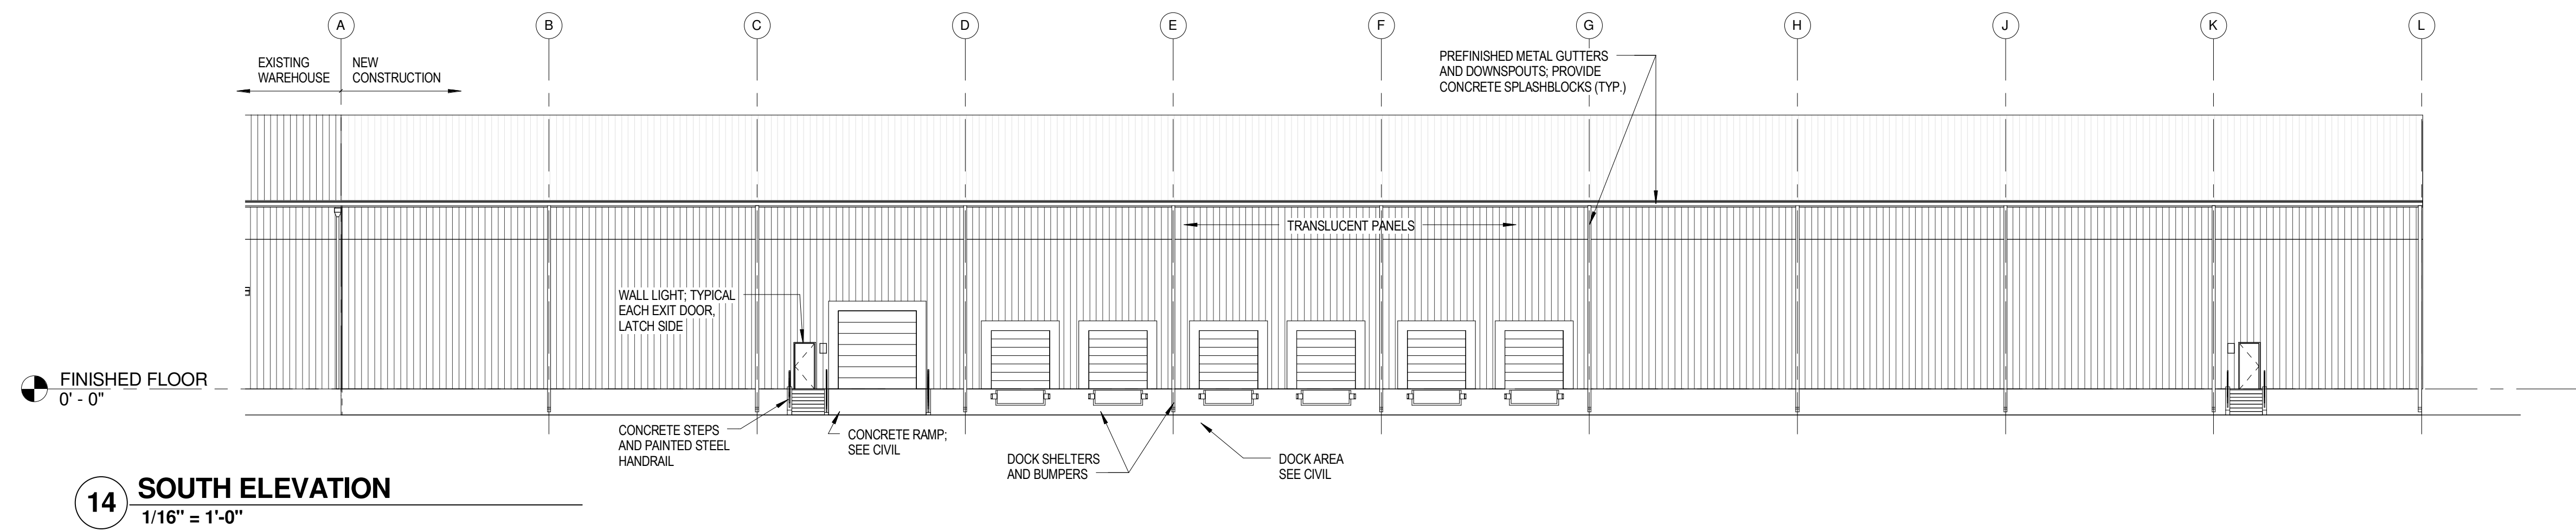 A B C D E F G H J K L
EXISTING
WAREHOUSE
NEW
CONSTRUCTION
PREFINISHED METAL GUTTERS
AND DOWNSPOUTS; PROVIDE
CONCRETE SPLASHBLOCKS (TYP.)
TRANSLUCENT PANELS
WALL LIGHT; TYPICAL
EACH EXIT DOOR,
LATCH SIDE
FINISHED FLOOR
0' - 0"
CONCRETE STEPS
AND PAINTED STEEL
HANDRAIL
CONCRETE RAMP;
SEE CIVIL
DOCK SHELTERS
AND BUMPERS
DOCK AREA
SEE CIVIL
14 SOUTH ELEVATION
1/16" = 1'-0"